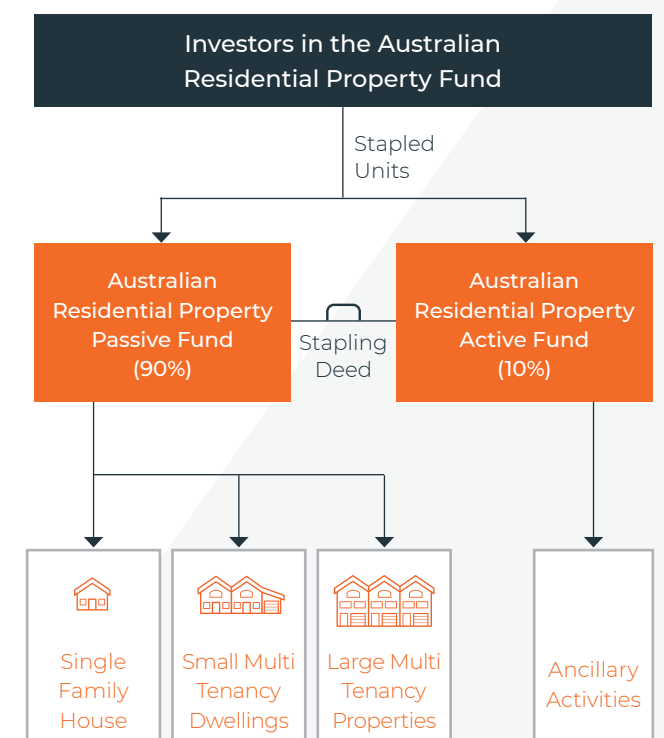 Investors in the Australian
Residential Property Fund
Stapled
Units
Australian
Residential Property
Passive Fund
(90%)
Stapling
Deed
Australian
Residential Property
Active Fund
(10%)
Single
Family
House
Small Multi
Tenancy
Dwellings
Large Multi
Tenancy
Properties
Ancillary
Activities